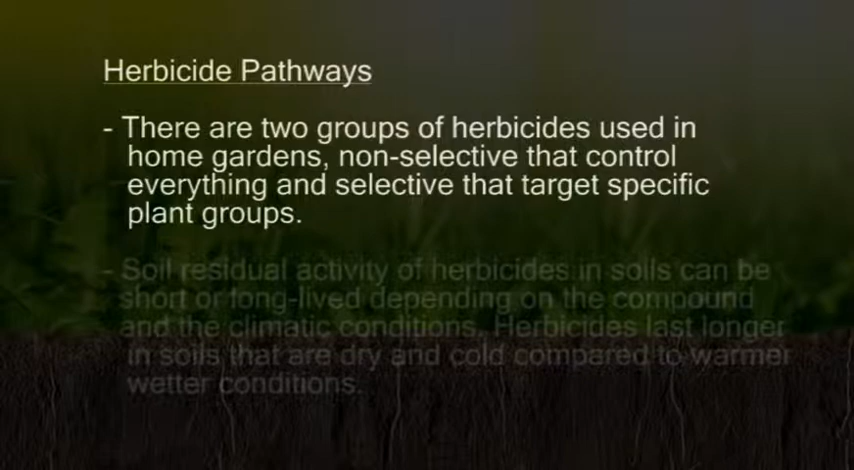 Herbicide Pathways
- There are two groups of herbicides used in
home gardens, non-selective that control
everything and selective that target specific
plant groups.
- Soil residual activity of herbicides in soils can be
short or long-lived depending on the compound
and the climatic conditions. Herbicides last longer
in soils that are dry and cold compared to warmer
wetter conditions.